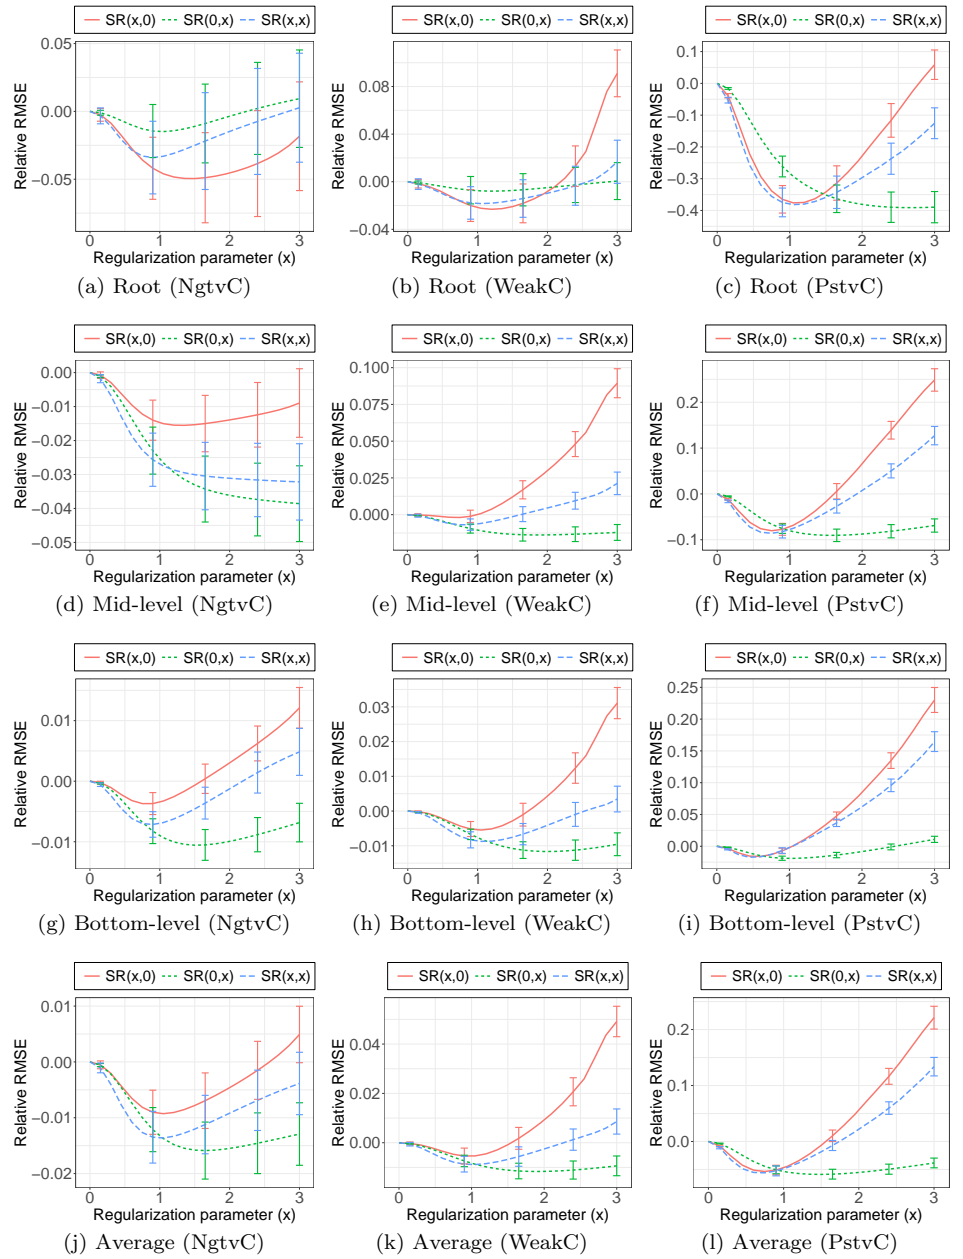 SR(x,0) SR(0,x) SR(x,x) SR(x,0) SR(0,x) SR(x,x) SR(x,0) SR(0,x) SR(x,x)
Relative RMSE
0.05
0.00
−0.05
0 1 2 3
Regularization parameter (x)
(a) Root (NgtvC)
Relative RMSE
0.08
0.04
0.00
−0.04
0 1 2 3
Regularization parameter (x)
(b) Root (WeakC)
Relative RMSE
0.1
0.0
−0.1
−0.2
−0.3
−0.4
0 1 2 3
Regularization parameter (x)
(c) Root (PstvC)
SR(x,0) SR(0,x) SR(x,x) SR(x,0) SR(0,x) SR(x,x) SR(x,0) SR(0,x) SR(x,x)
Relative RMSE
0.00
−0.01
−0.02
−0.03
−0.04
−0.05
0 1 2 3
Regularization parameter (x)
(d) Mid-level (NgtvC)
Relative RMSE
0.100
0.075
0.050
0.025
0.000
0 1 2 3
Regularization parameter (x)
(e) Mid-level (WeakC)
Relative RMSE
0.2
0.1
0.0
−0.1
0 1 2 3
Regularization parameter (x)
(f) Mid-level (PstvC)
SR(x,0) SR(0,x) SR(x,x) SR(x,0) SR(0,x) SR(x,x) SR(x,0) SR(0,x) SR(x,x)
Relative RMSE
0.01
0.00
−0.01
0 1 2 3
Regularization parameter (x)
(g) Bottom-level (NgtvC)
Relative RMSE
0.03
0.02
0.01
0.00
−0.01
0 1 2 3
Regularization parameter (x)
(h) Bottom-level (WeakC)
Relative RMSE
0.25
0.20
0.15
0.10
0.05
0.00
0 1 2 3
Regularization parameter (x)
(i) Bottom-level (PstvC)
SR(x,0) SR(0,x) SR(x,x) SR(x,0) SR(0,x) SR(x,x) SR(x,0) SR(0,x) SR(x,x)
Relative RMSE
0.01
0.00
−0.01
−0.02
0 1 2 3
Regularization parameter (x)
(j) Average (NgtvC)
Relative RMSE
0.04
0.02
0.00
0 1 2 3
Regularization parameter (x)
(k) Average (WeakC)
Relative RMSE
0.2
0.1
0.0
0 1 2 3
Regularization parameter (x)
(l) Average (PstvC)